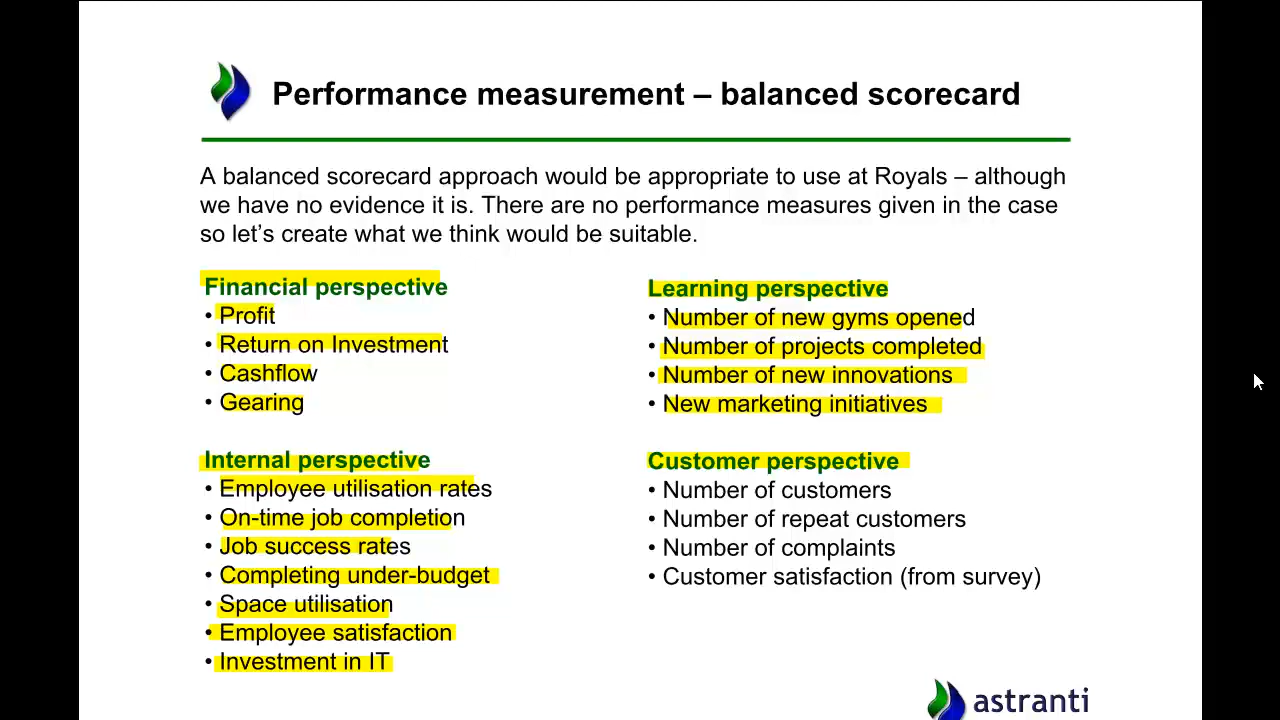 Performance measurement – balanced scorecard
A balanced scorecard approach would be appropriate to use at Royals – although
we have no evidence it is. There are no performance measures given in the case
so let’s create what we think would be suitable.
Financial perspective
• Profit
• Return on Investment
• Cashflow
• Gearing
Internal perspective
• Employee utilisation rates
• On-time job completion
• Job success rates
• Completing under-budget
• Space utilisation
• Employee satisfaction
• Investment in IT
Learning perspective
• Number of new gyms opened
• Number of projects completed
• Number of new innovations
• New marketing initiatives
Customer perspective
• Number of customers
• Number of repeat customers
• Number of complaints
• Customer satisfaction (from survey)
astranti